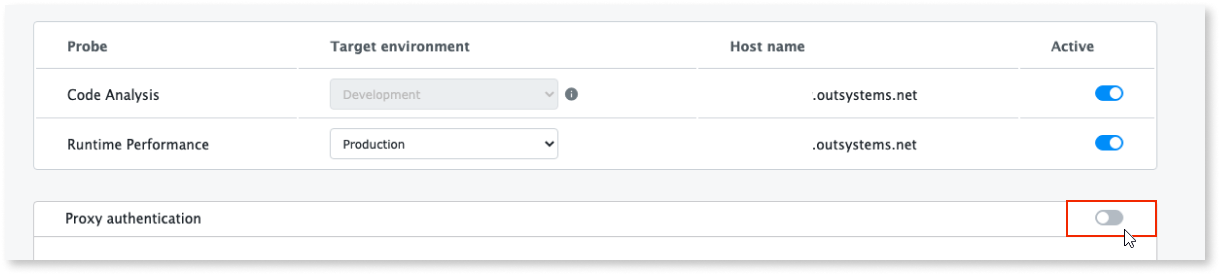 Probe Target environment Host name Active
Code Analysis Development .outsystems.net
Runtime Performance Production .outsystems.net
Proxy authentication